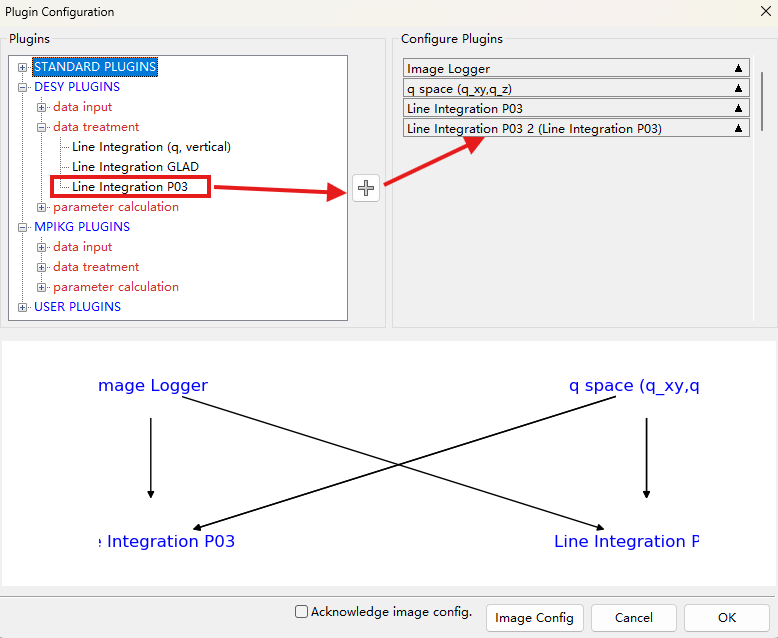 Plugin Configuration
Plugins
STANDARD PLUGINS
DESY PLUGINS
data input
data treatment
Line Integration (q, vertical)
Line Integration GLAD
Line Integration P03
parameter calculation
MPIKG PLUGINS
data input
data treatment
parameter calculation
USER PLUGINS
Configure Plugins
Image Logger
q space (q_xy,q_z)
Line Integration P03
Line Integration P03 2 (Line Integration P03)
mage Logger
q space (q_xy,q
e Integration P03
Line Integration P
Acknowledge image config.
Image Config
Cancel
OK